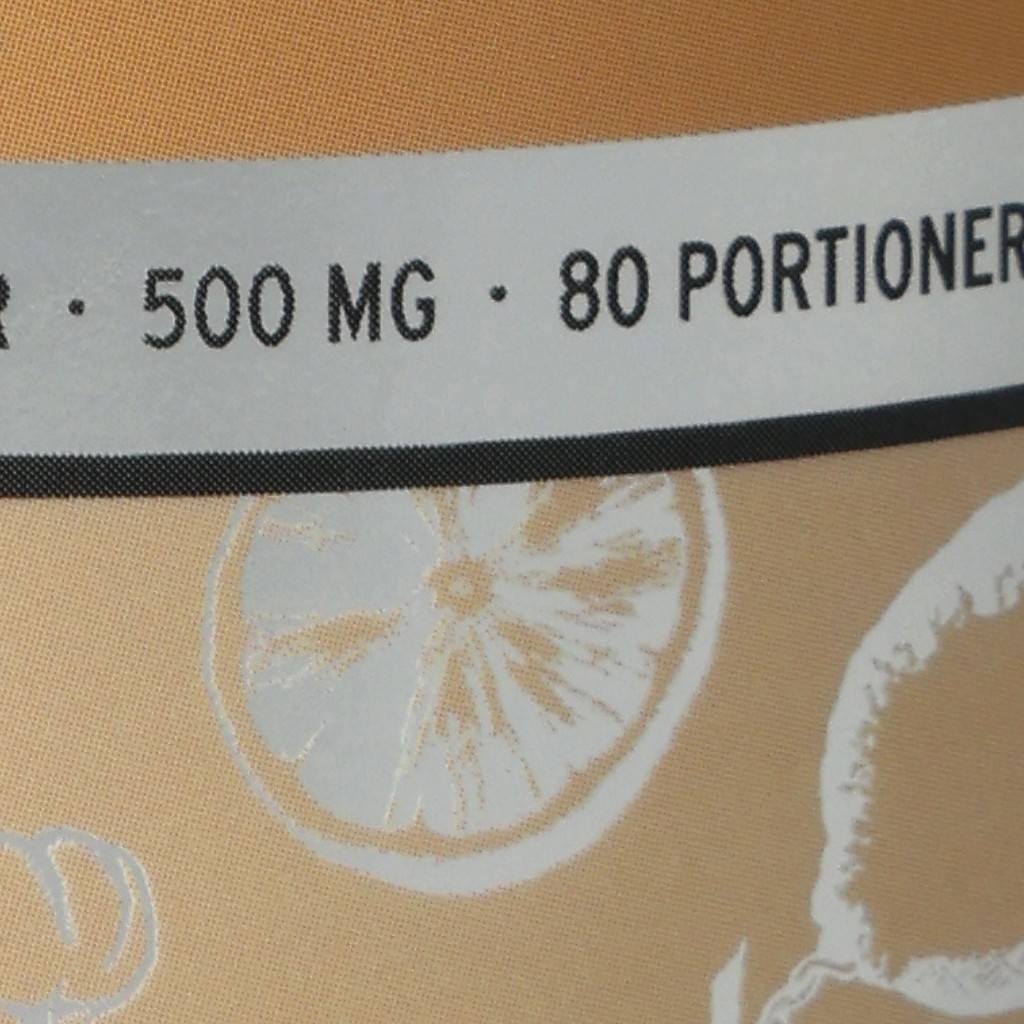 R · 500 MG · 80 PORTIONER